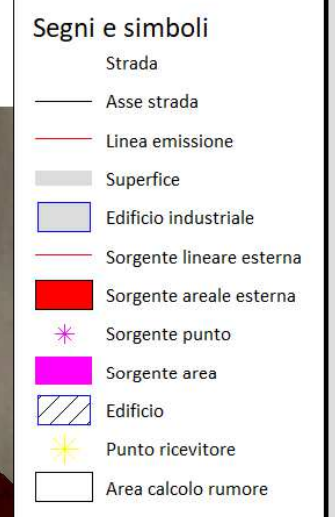 Segni e simboli
Strada
Asse strada
Linea emissione
Superfice
Edificio industriale
Sorgente lineare esterna
Sorgente areale esterna
Sorgente punto
Sorgente area
Edificio
Punto ricevitore
Area calcolo rumore